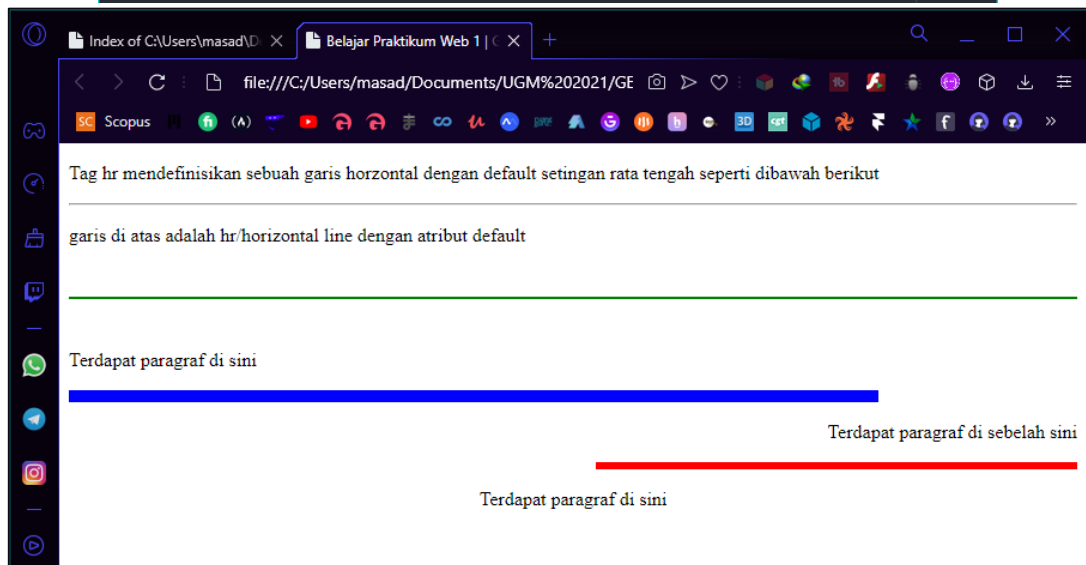 Index of C:\Users\masad\D
Belajar Praktikum Web 1 |
file:///C:/Users/masad/Documents/UGM%202021/GE
SC Scopus
Tag hr mendefinisikan sebuah garis horzontal dengan default setingan rata tengah seperti dibawah berikut
garis di atas adalah hr/horizontal line dengan atribut default
Terdapat paragraf di sini
Terdapat paragraf di sebelah sini
Terdapat paragraf di sini